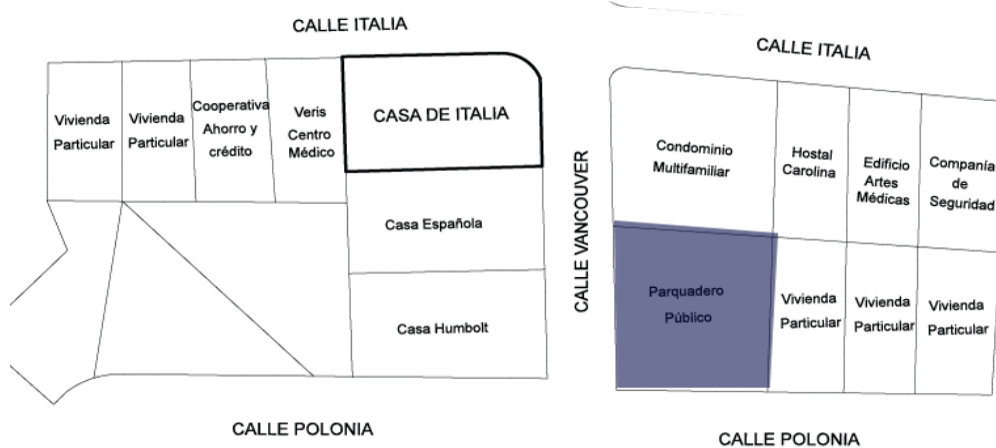 CALLE ITALIA
Vivienda
Particular
Vivienda
Particular
Cooperativa
Ahorro y
crédito
Veris
Centro
Médico
CASA DE ITALIA
Casa Española
Casa Humbolt
CALLE POLONIA
CALLE VANCOUVER
CALLE ITALIA
Condominio
Multifamiliar
Hostal
Carolina
Edificio
Artes
Médicas
Companía
de
Seguridad
Parquadero
Público
Vivienda
Particular
Vivienda
Particular
Vivienda
Particular
CALLE POLONIA